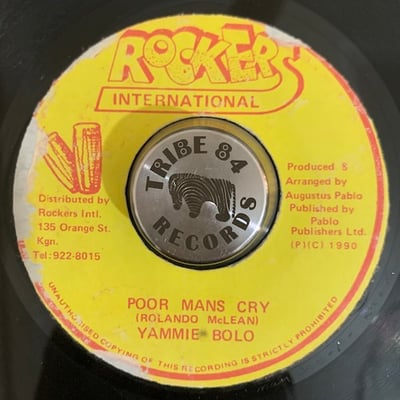 ROCKERS
INTERNATIONAL
TRIBE 84
RECORDS
Distributed by
Rockers Intl.
135 Orange St.
Kgn.
Tel:922-8015
Produced &
Arranged by
Augustus Pablo
Published by
Pablo
Publishers Ltd.
(P)(C) 1990
POOR MANS CRY
(ROLANDO McLEAN)
YAMMIE BOLO
UNAUTHORISED COPYING OF THIS RECORDING IS STRICTLY PROHIBITED